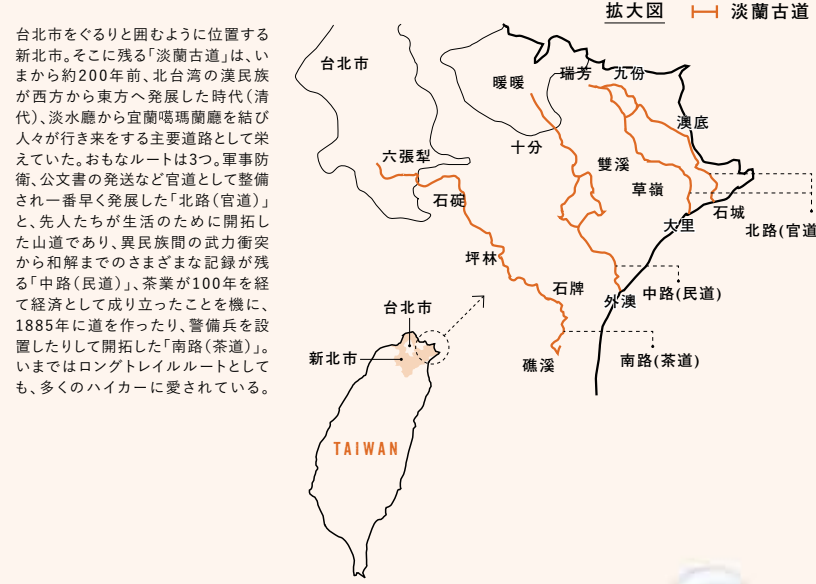 拡大図 淡蘭古道
台北市をぐるりと囲むように位置する
新北市。そこに残る「淡蘭古道」は、い
まから約200年前、北台湾の漢民族
が西方から東方へ発展した時代(清
代)、淡水廳から宜蘭噶瑪蘭廳を結び
人々が行き来をする主要道路として栄
えていた。おもなルートは3つ。軍事防
衛、公文書の発送など官道として整備
され一番早く発展した「北路(官道)」
と、先人たちが生活のために開拓し
た山道であり、異民族間の武力衝突
から和解までのさまざまな記録が残
る「中路(民道)」、茶業が100年を経
て経済として成り立ったことを機に、
1885年に道を作ったり、警備兵を設
置したりして開拓した「南路(茶道)」。
いまではロングトレイルルートとして
も、多くのハイカーに愛されている。
台北市
暖暖
瑞芳
九份
澳底
十分
六張犁
雙溪
草嶺
石碇
石城
大里
北路(官道
坪林
石牌
中路(民道)
外澳
台北市
新北市
礁溪
南路(茶道)
TAIWAN